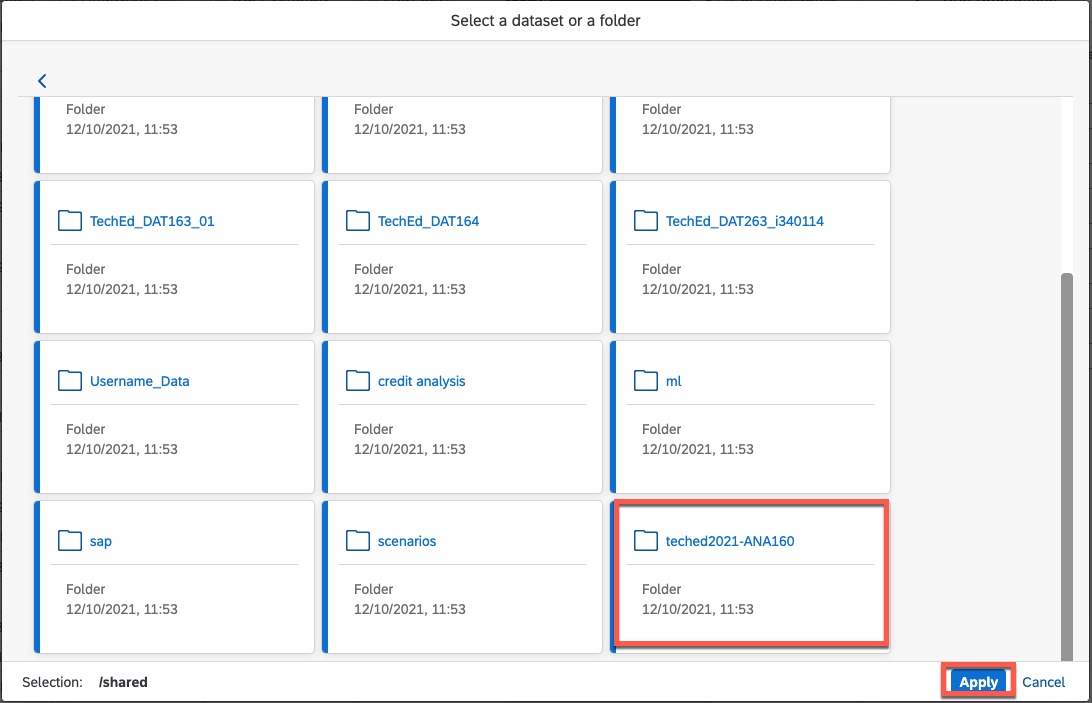 Select a dataset or a folder
Folder
12/10/2021, 11:53
Folder
12/10/2021, 11:53
Folder
12/10/2021, 11:53
TechEd_DAT163_01
Folder
12/10/2021, 11:53
TechEd_DAT164
Folder
12/10/2021, 11:53
TechEd_DAT263_i340114
Folder
12/10/2021, 11:53
Username_Data
Folder
12/10/2021, 11:53
credit analysis
Folder
12/10/2021, 11:53
ml
Folder
12/10/2021, 11:53
sap
Folder
12/10/2021, 11:53
scenarios
Folder
12/10/2021, 11:53
teched2021-ANA160
Folder
12/10/2021, 11:53
Selection: /shared
Apply
Cancel